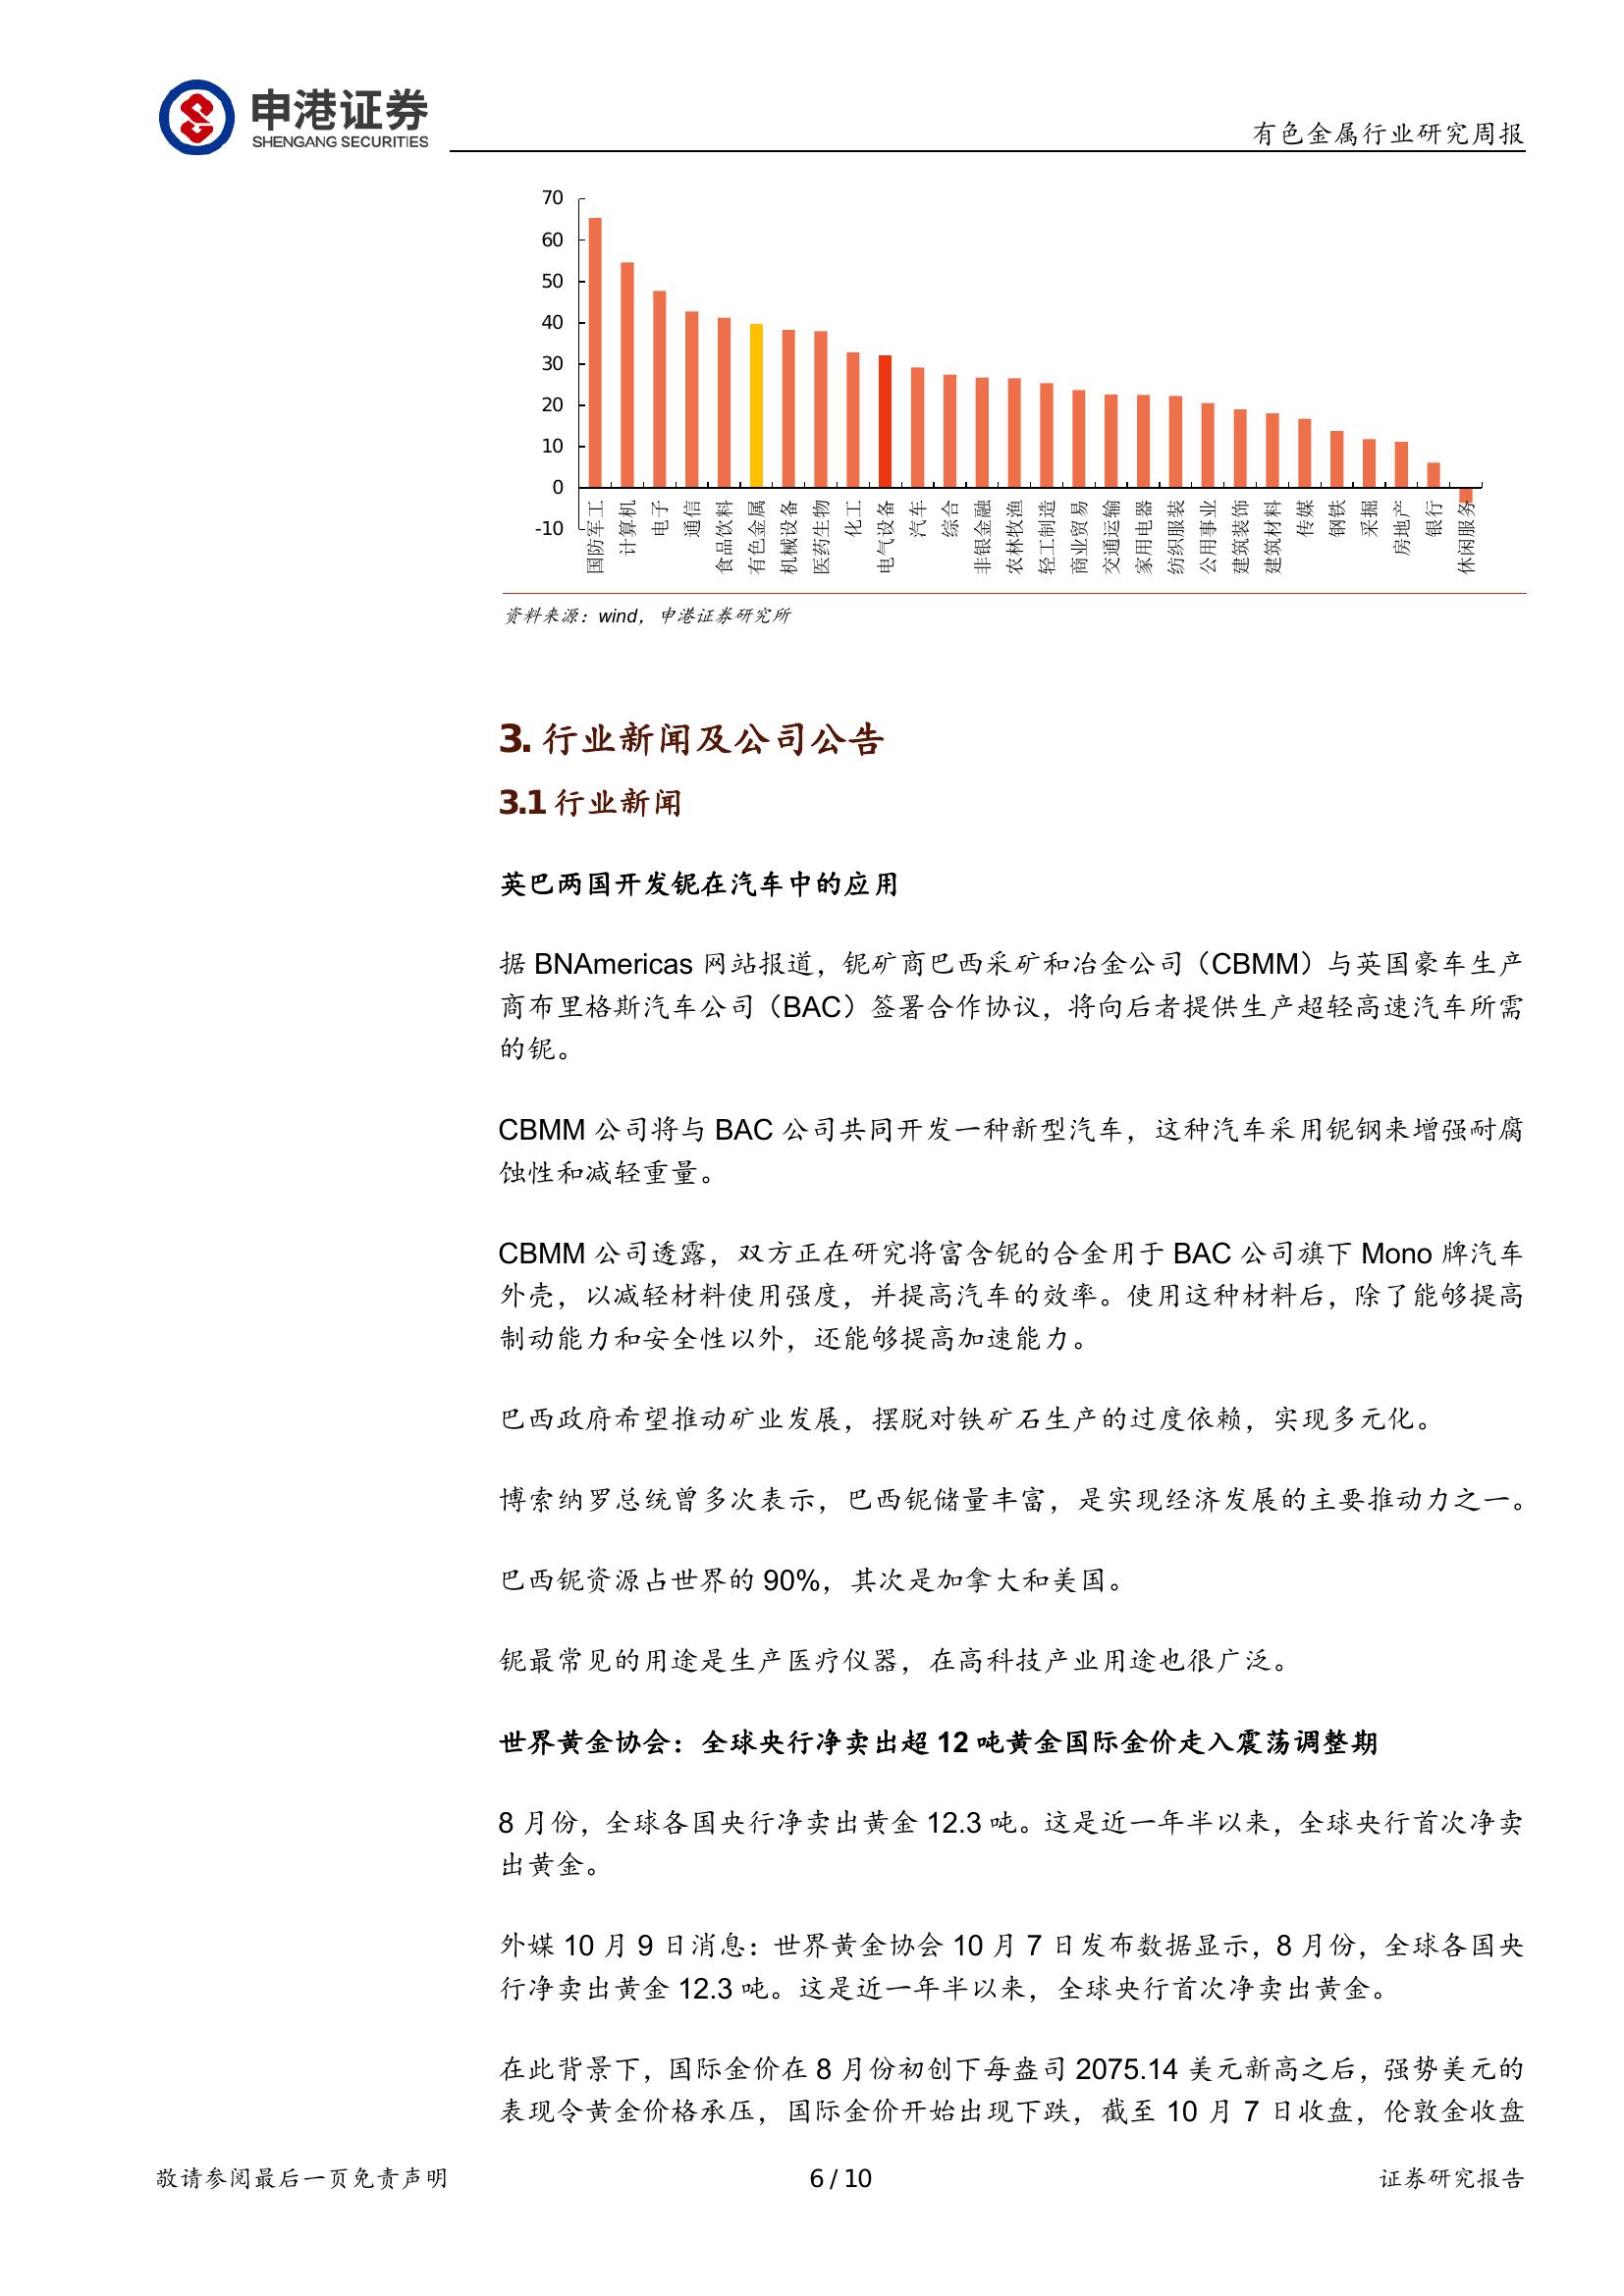 申港证券
SHENGANG SECURITIES
有色金属行业研究周报
70
60
50
40
30
20
10
0
-10
国防军工
计算机
电子
通信
食品饮料
有色金属
机械设备
医药生物
化工
电气设备
汽车
综合
非银金融
农林牧渔
轻工制造
商业贸易
交通运输
家用电器
纺织服装
公用事业
建筑装饰
建筑材料
传媒
钢铁
采掘
房地产
银行
休闲服务
资料来源：wind，申港证券研究所
3. 行业新闻及公司公告
3.1 行业新闻
英巴两国开发铌在汽车中的应用
据 BNAmericas 网站报道，铌矿商巴西采矿和冶金公司（CBMM）与英国豪车生产
商布里格斯汽车公司（BAC）签署合作协议，将向后者提供生产超轻高速汽车所需
的铌。
CBMM 公司将与 BAC 公司共同开发一种新型汽车，这种汽车采用铌钢来增强耐腐
蚀性和减轻重量。
CBMM 公司透露，双方正在研究将富含铌的合金用于 BAC 公司旗下 Mono 牌汽车
外壳，以减轻材料使用强度，并提高汽车的效率。使用这种材料后，除了能够提高
制动能力和安全性以外，还能够提高加速能力。
巴西政府希望推动矿业发展，摆脱对铁矿石生产的过度依赖，实现多元化。
博索纳罗总统曾多次表示，巴西铌储量丰富，是实现经济发展的主要推动力之一。
巴西铌资源占世界的 90%，其次是加拿大和美国。
铌最常见的用途是生产医疗仪器，在高科技产业用途也很广泛。
世界黄金协会：全球央行净卖出超 12 吨黄金国际金价走入震荡调整期
8 月份，全球各国央行净卖出黄金 12.3 吨。这是近一年半以来，全球央行首次净卖
出黄金。
外媒 10 月 9 日消息：世界黄金协会 10 月 7 日发布数据显示，8 月份，全球各国央
行净卖出黄金 12.3 吨。这是近一年半以来，全球央行首次净卖出黄金。
在此背景下，国际金价在 8 月份初创下每盎司 2075.14 美元新高之后，强势美元的
表现令黄金价格承压，国际金价开始出现下跌，截至 10 月 7 日收盘，伦敦金收盘
敬请参阅最后一页免责声明
6 / 10
证券研究报告